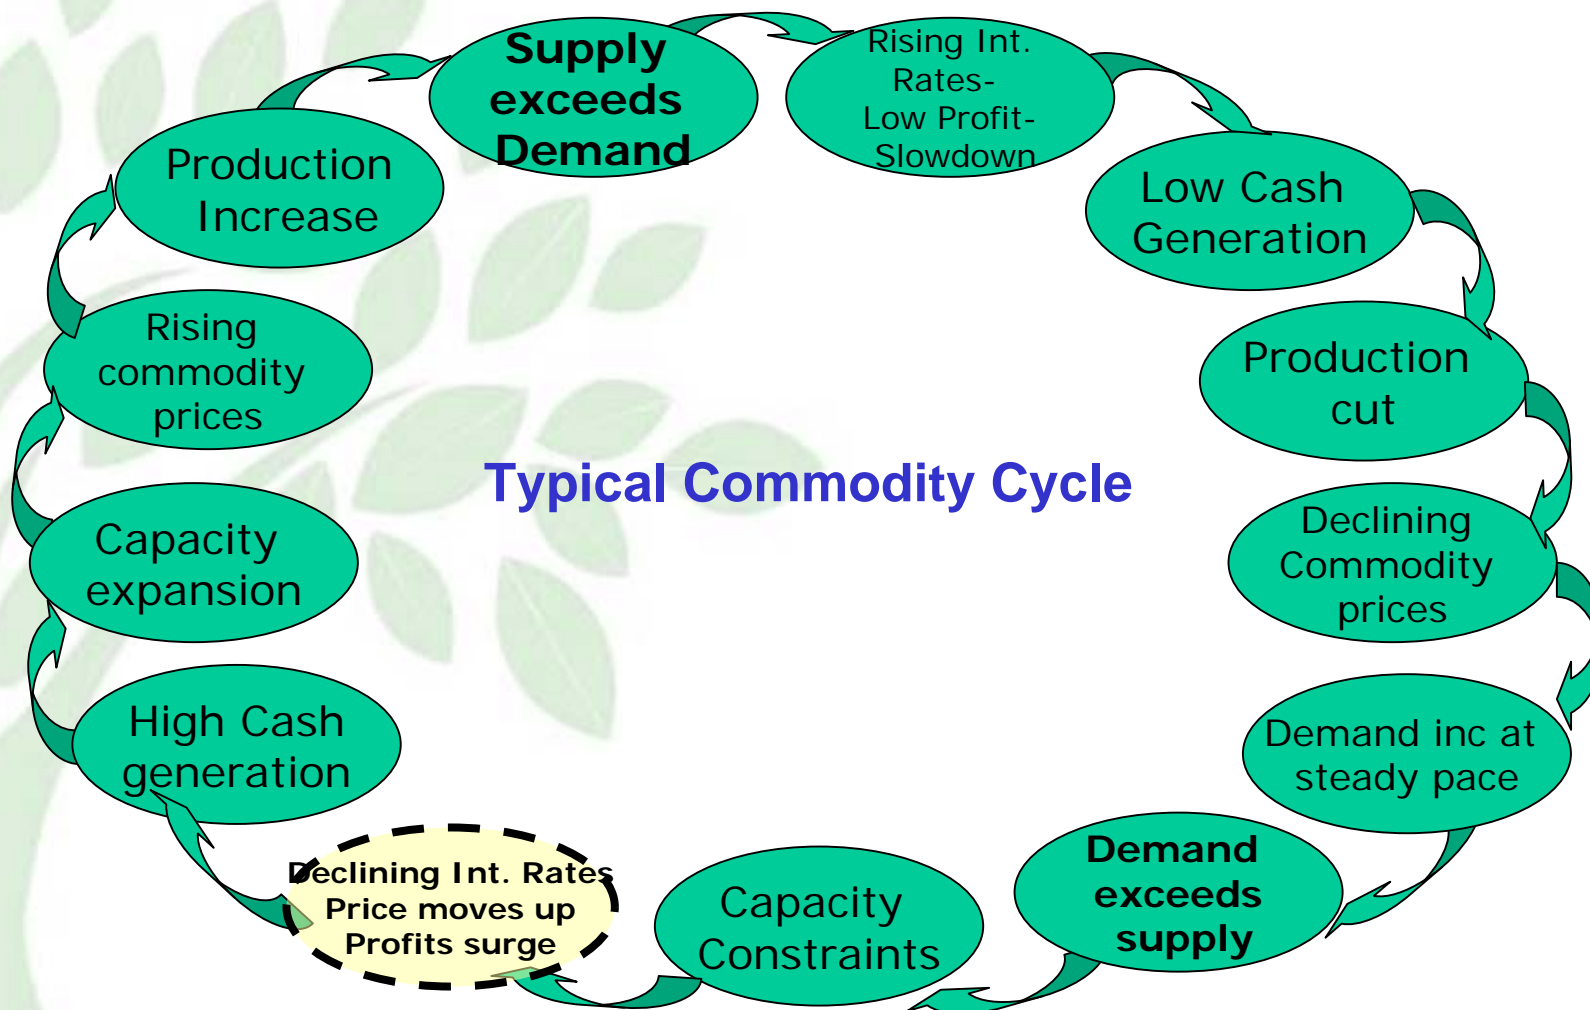 Supply
exceeds
Demand
Rising Int.
Rates-
Low Profit-
Slowdown
Low Cash
Generation
Production
cut
Declining
Commodity
prices
Demand inc at
steady pace
Demand
exceeds
supply
Capacity
Constraints
Declining Int. Rates
Price moves up
Profits surge
High Cash
generation
Capacity
expansion
Rising
commodity
prices
Production
Increase
Typical Commodity Cycle